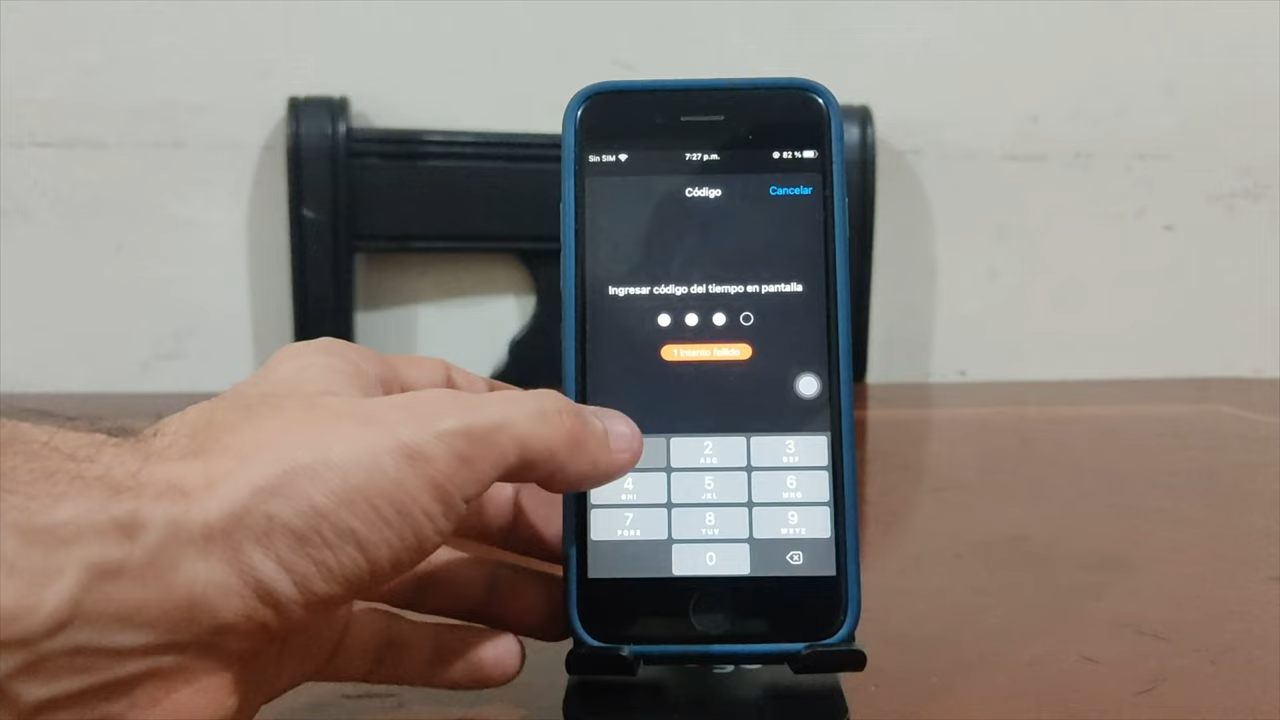 Sin SIM 7:27 p.m. 82 %
Código Cancelar
Ingresar código del tiempo en pantalla
1 intento fallido
2 3
ABC DEF
4 5 6
GHI JKL MNO
7 8 9
PQRS TUV WXYZ
0